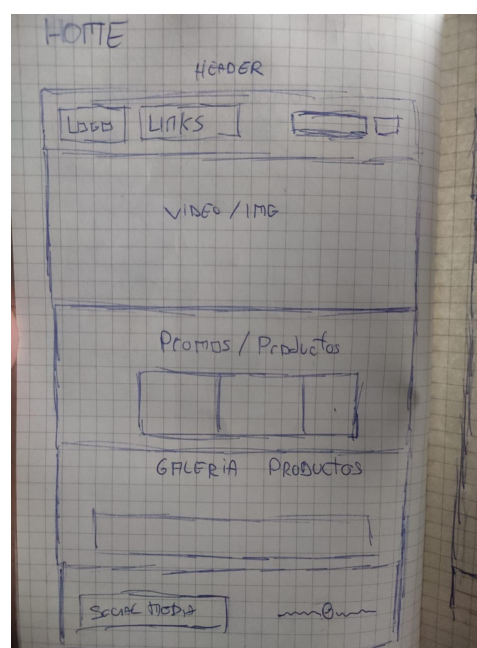 HOME
HEADER
LOGO LINKS
VIDEO / IMG
Promos / Productos
GALERIA PRODUCTOS
SOCIAL MEDIA